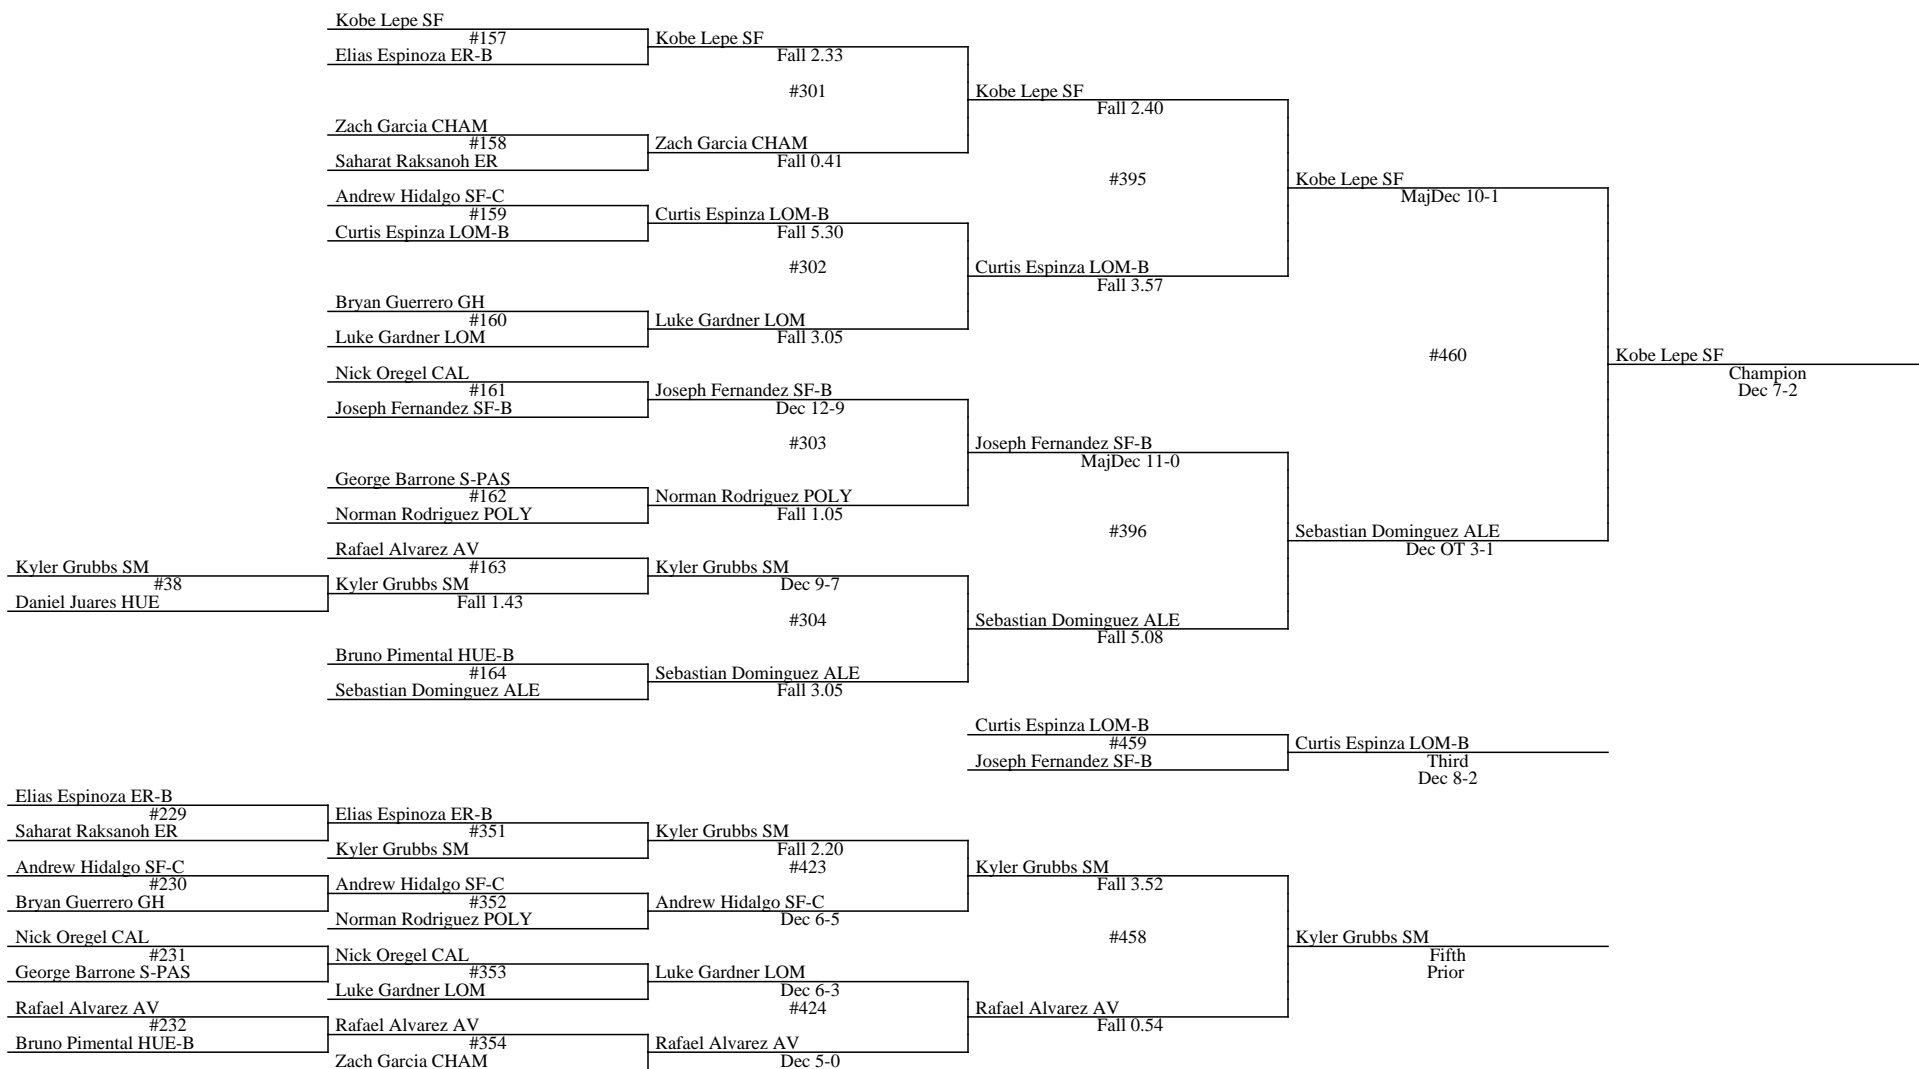 Kobe Lepe SF
#157
Elias Espinoza ER-B
Kobe Lepe SF
Fall 2.33
#301
Zach Garcia CHAM
#158
Saharat Raksanoh ER
Zach Garcia CHAM
Fall 0.41
Kobe Lepe SF
Fall 2.40
#395
Andrew Hidalgo SF-C
#159
Curtis Espinza LOM-B
Curtis Espinza LOM-B
Fall 5.30
#302
Bryan Guerrero GH
#160
Luke Gardner LOM
Luke Gardner LOM
Fall 3.05
Curtis Espinza LOM-B
Fall 3.57
Kobe Lepe SF
MajDec 10-1
#460
Kobe Lepe SF
Champion
Dec 7-2
Nick Oregel CAL
#161
Joseph Fernandez SF-B
Joseph Fernandez SF-B
Dec 12-9
#303
George Barrone S-PAS
#162
Norman Rodriguez POLY
Norman Rodriguez POLY
Fall 1.05
Joseph Fernandez SF-B
MajDec 11-0
#396
Kyler Grubbs SM
#38
Daniel Juares HUE
Rafael Alvarez AV
#163
Kyler Grubbs SM
Fall 1.43
Kyler Grubbs SM
Dec 9-7
#304
Bruno Pimental HUE-B
#164
Sebastian Dominguez ALE
Sebastian Dominguez ALE
Fall 3.05
Sebastian Dominguez ALE
Fall 5.08
Sebastian Dominguez ALE
Dec OT 3-1
Curtis Espinza LOM-B
#459
Joseph Fernandez SF-B
Curtis Espinza LOM-B
Third
Dec 8-2
Elias Espinoza ER-B
#229
Saharat Raksanoh ER
Elias Espinoza ER-B
#351
Kyler Grubbs SM
Kyler Grubbs SM
Fall 2.20
#423
Andrew Hidalgo SF-C
#230
Bryan Guerrero GH
Andrew Hidalgo SF-C
#352
Norman Rodriguez POLY
Andrew Hidalgo SF-C
Dec 6-5
Kyler Grubbs SM
Fall 3.52
#458
Nick Oregel CAL
#231
George Barrone S-PAS
Nick Oregel CAL
#353
Luke Gardner LOM
Luke Gardner LOM
Dec 6-3
#424
Rafael Alvarez AV
#232
Bruno Pimental HUE-B
Rafael Alvarez AV
#354
Zach Garcia CHAM
Rafael Alvarez AV
Dec 5-0
Rafael Alvarez AV
Fall 0.54
Kyler Grubbs SM
Fifth
Prior